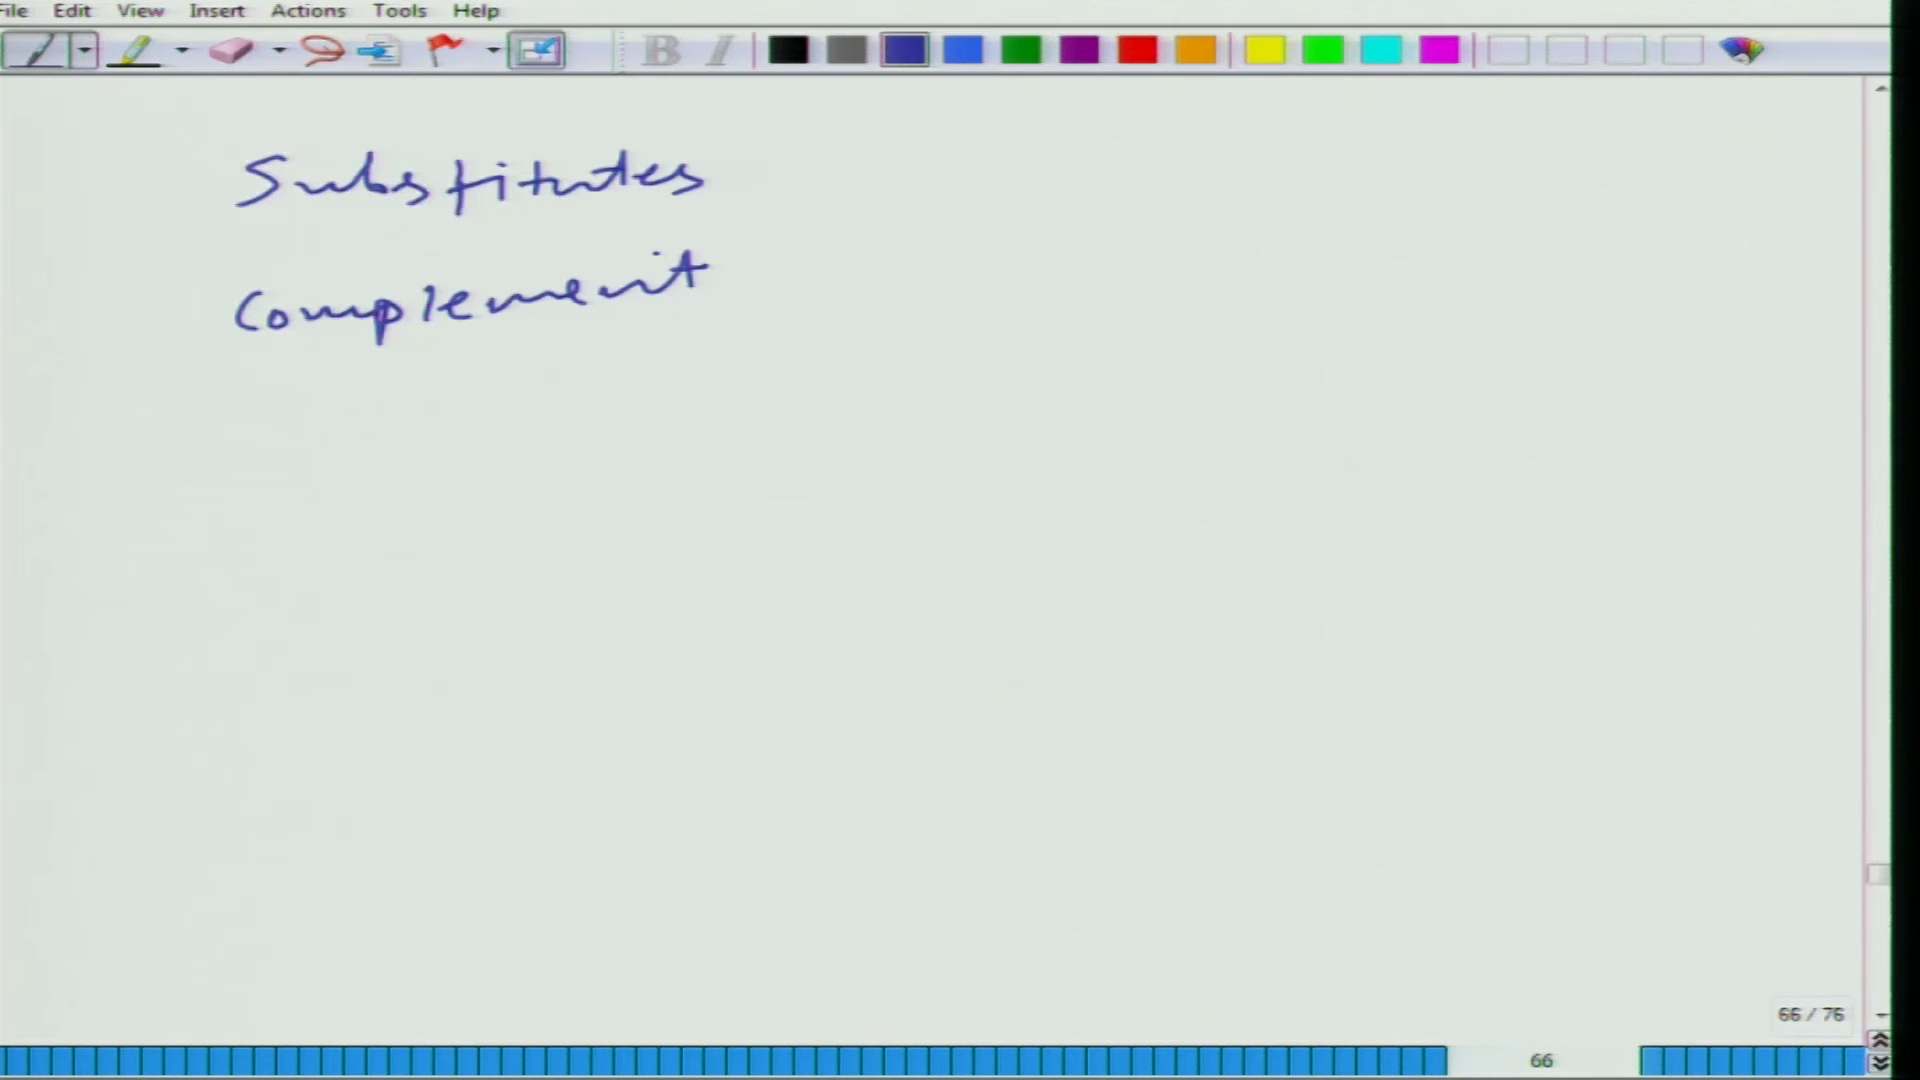 File Edit View Insert Actions Tools Help
B I
Substitutes
Complement
66 / 76
66